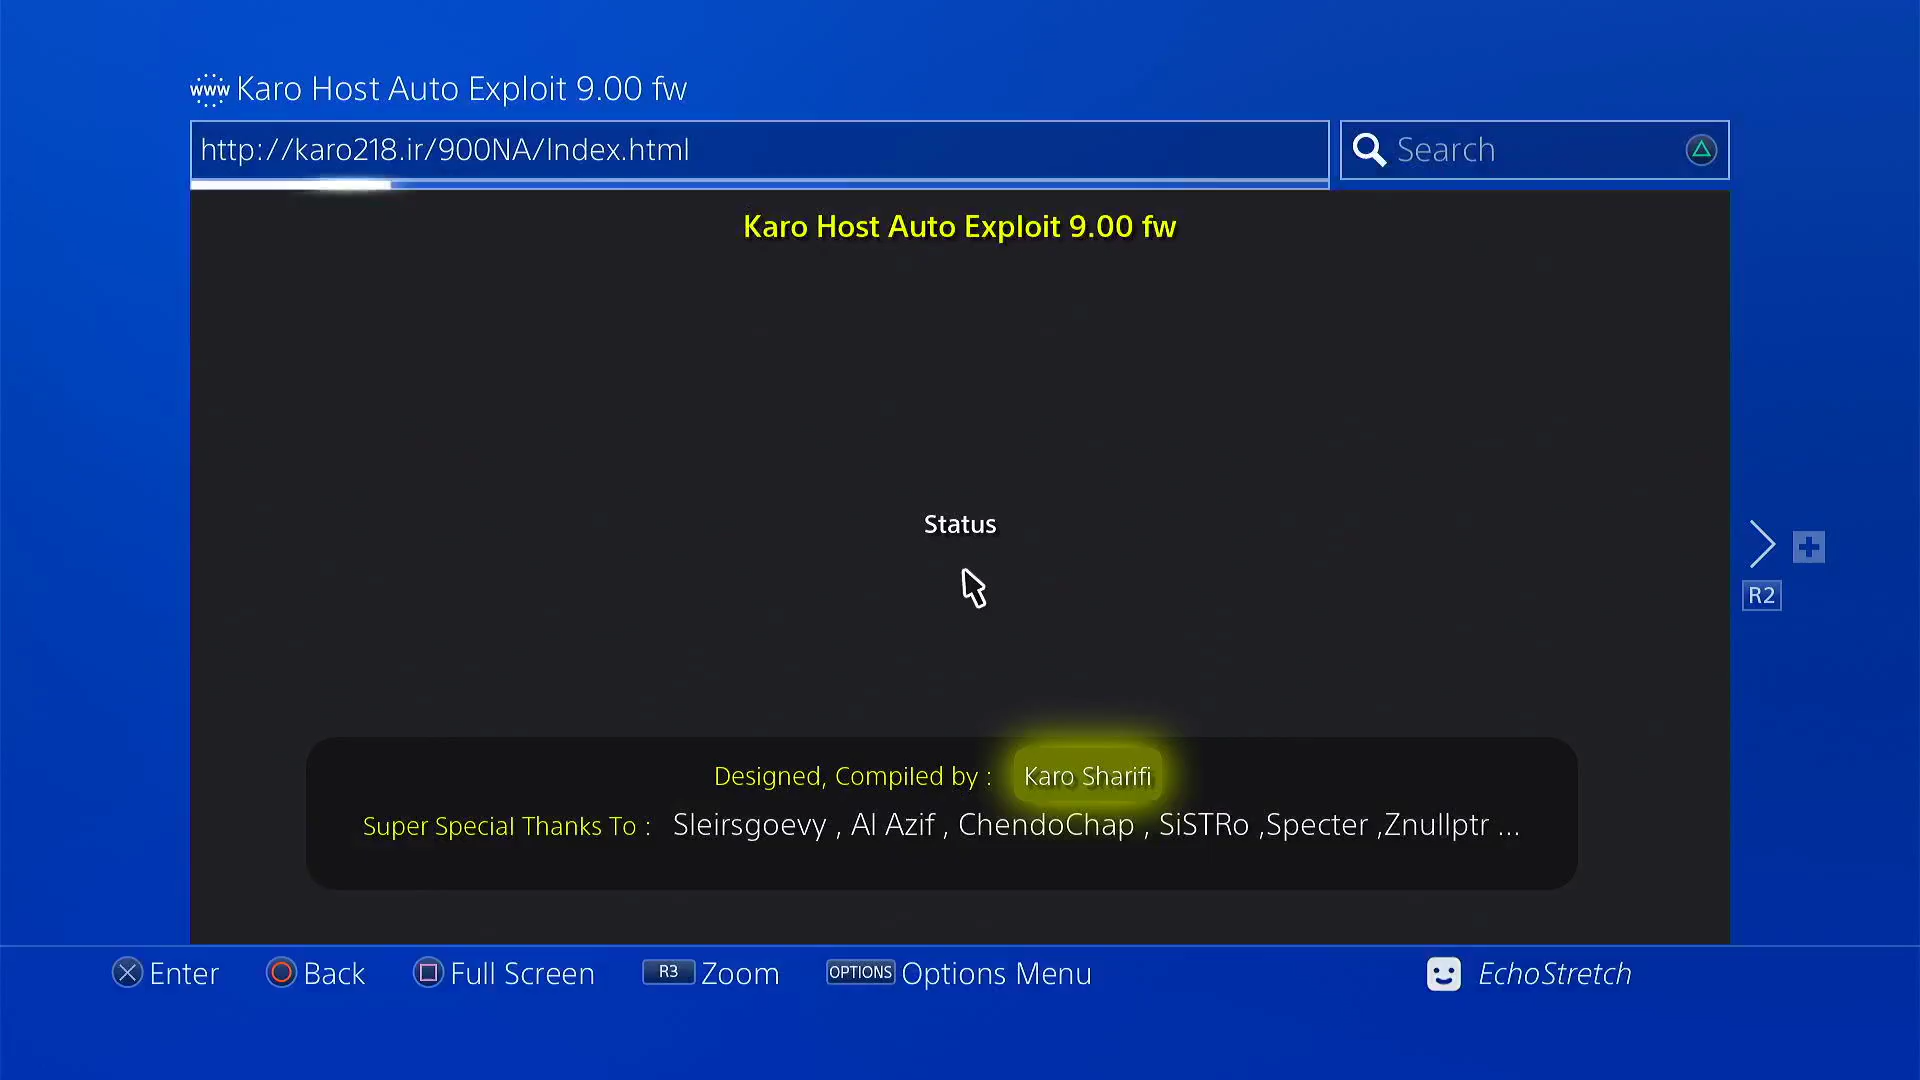 www Karo Host Auto Exploit 9.00 fw
http://karo218.ir/900NA/Index.html
Search
Karo Host Auto Exploit 9.00 fw
Status
R2
Designed, Compiled by : Karo Sharifi
Super Special Thanks To : Sleirsgoevy , Al Azif , ChendoChap , SiSTRo ,Specter ,Znullptr ...
Enter Back Full Screen R3 Zoom OPTIONS Options Menu EchoStretch